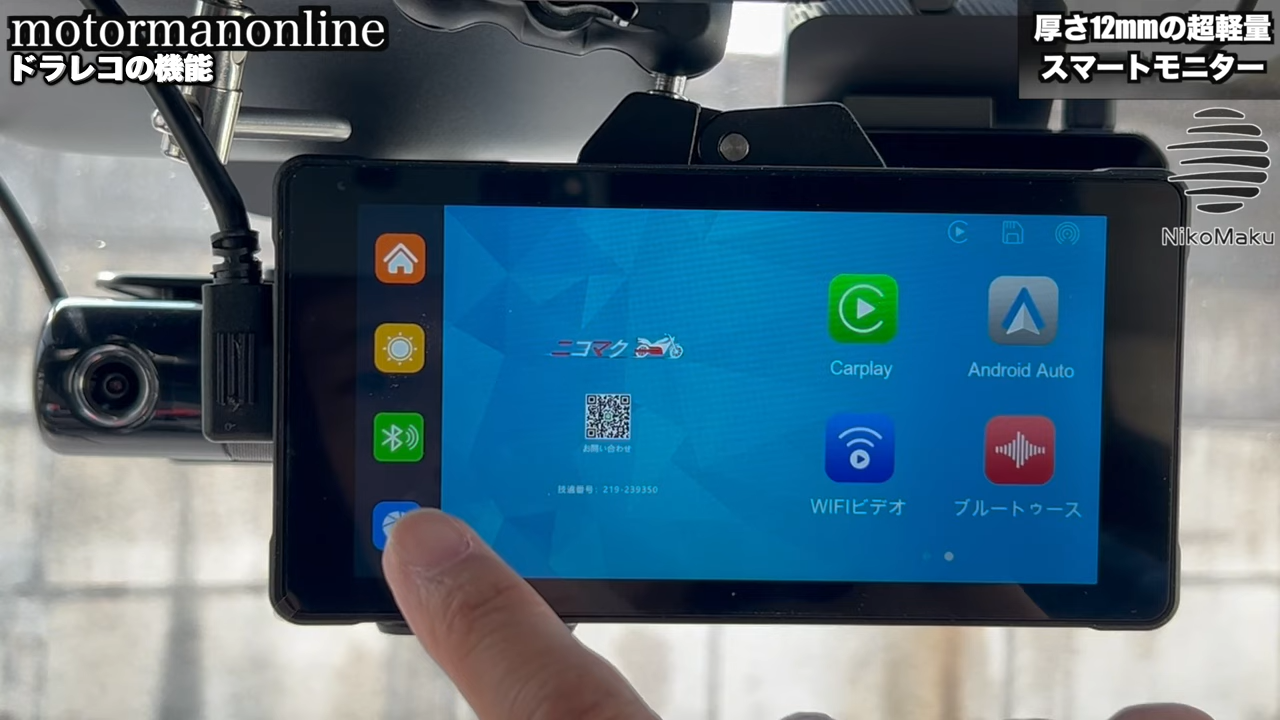 motormanonline
ドラレコの機能
厚さ12mmの超軽量
スマートモニター
NikoMaku
ニコマク
お問い合わせ
技適番号：219-239350
Carplay
Android Auto
WIFIビデオ
ブルートゥース